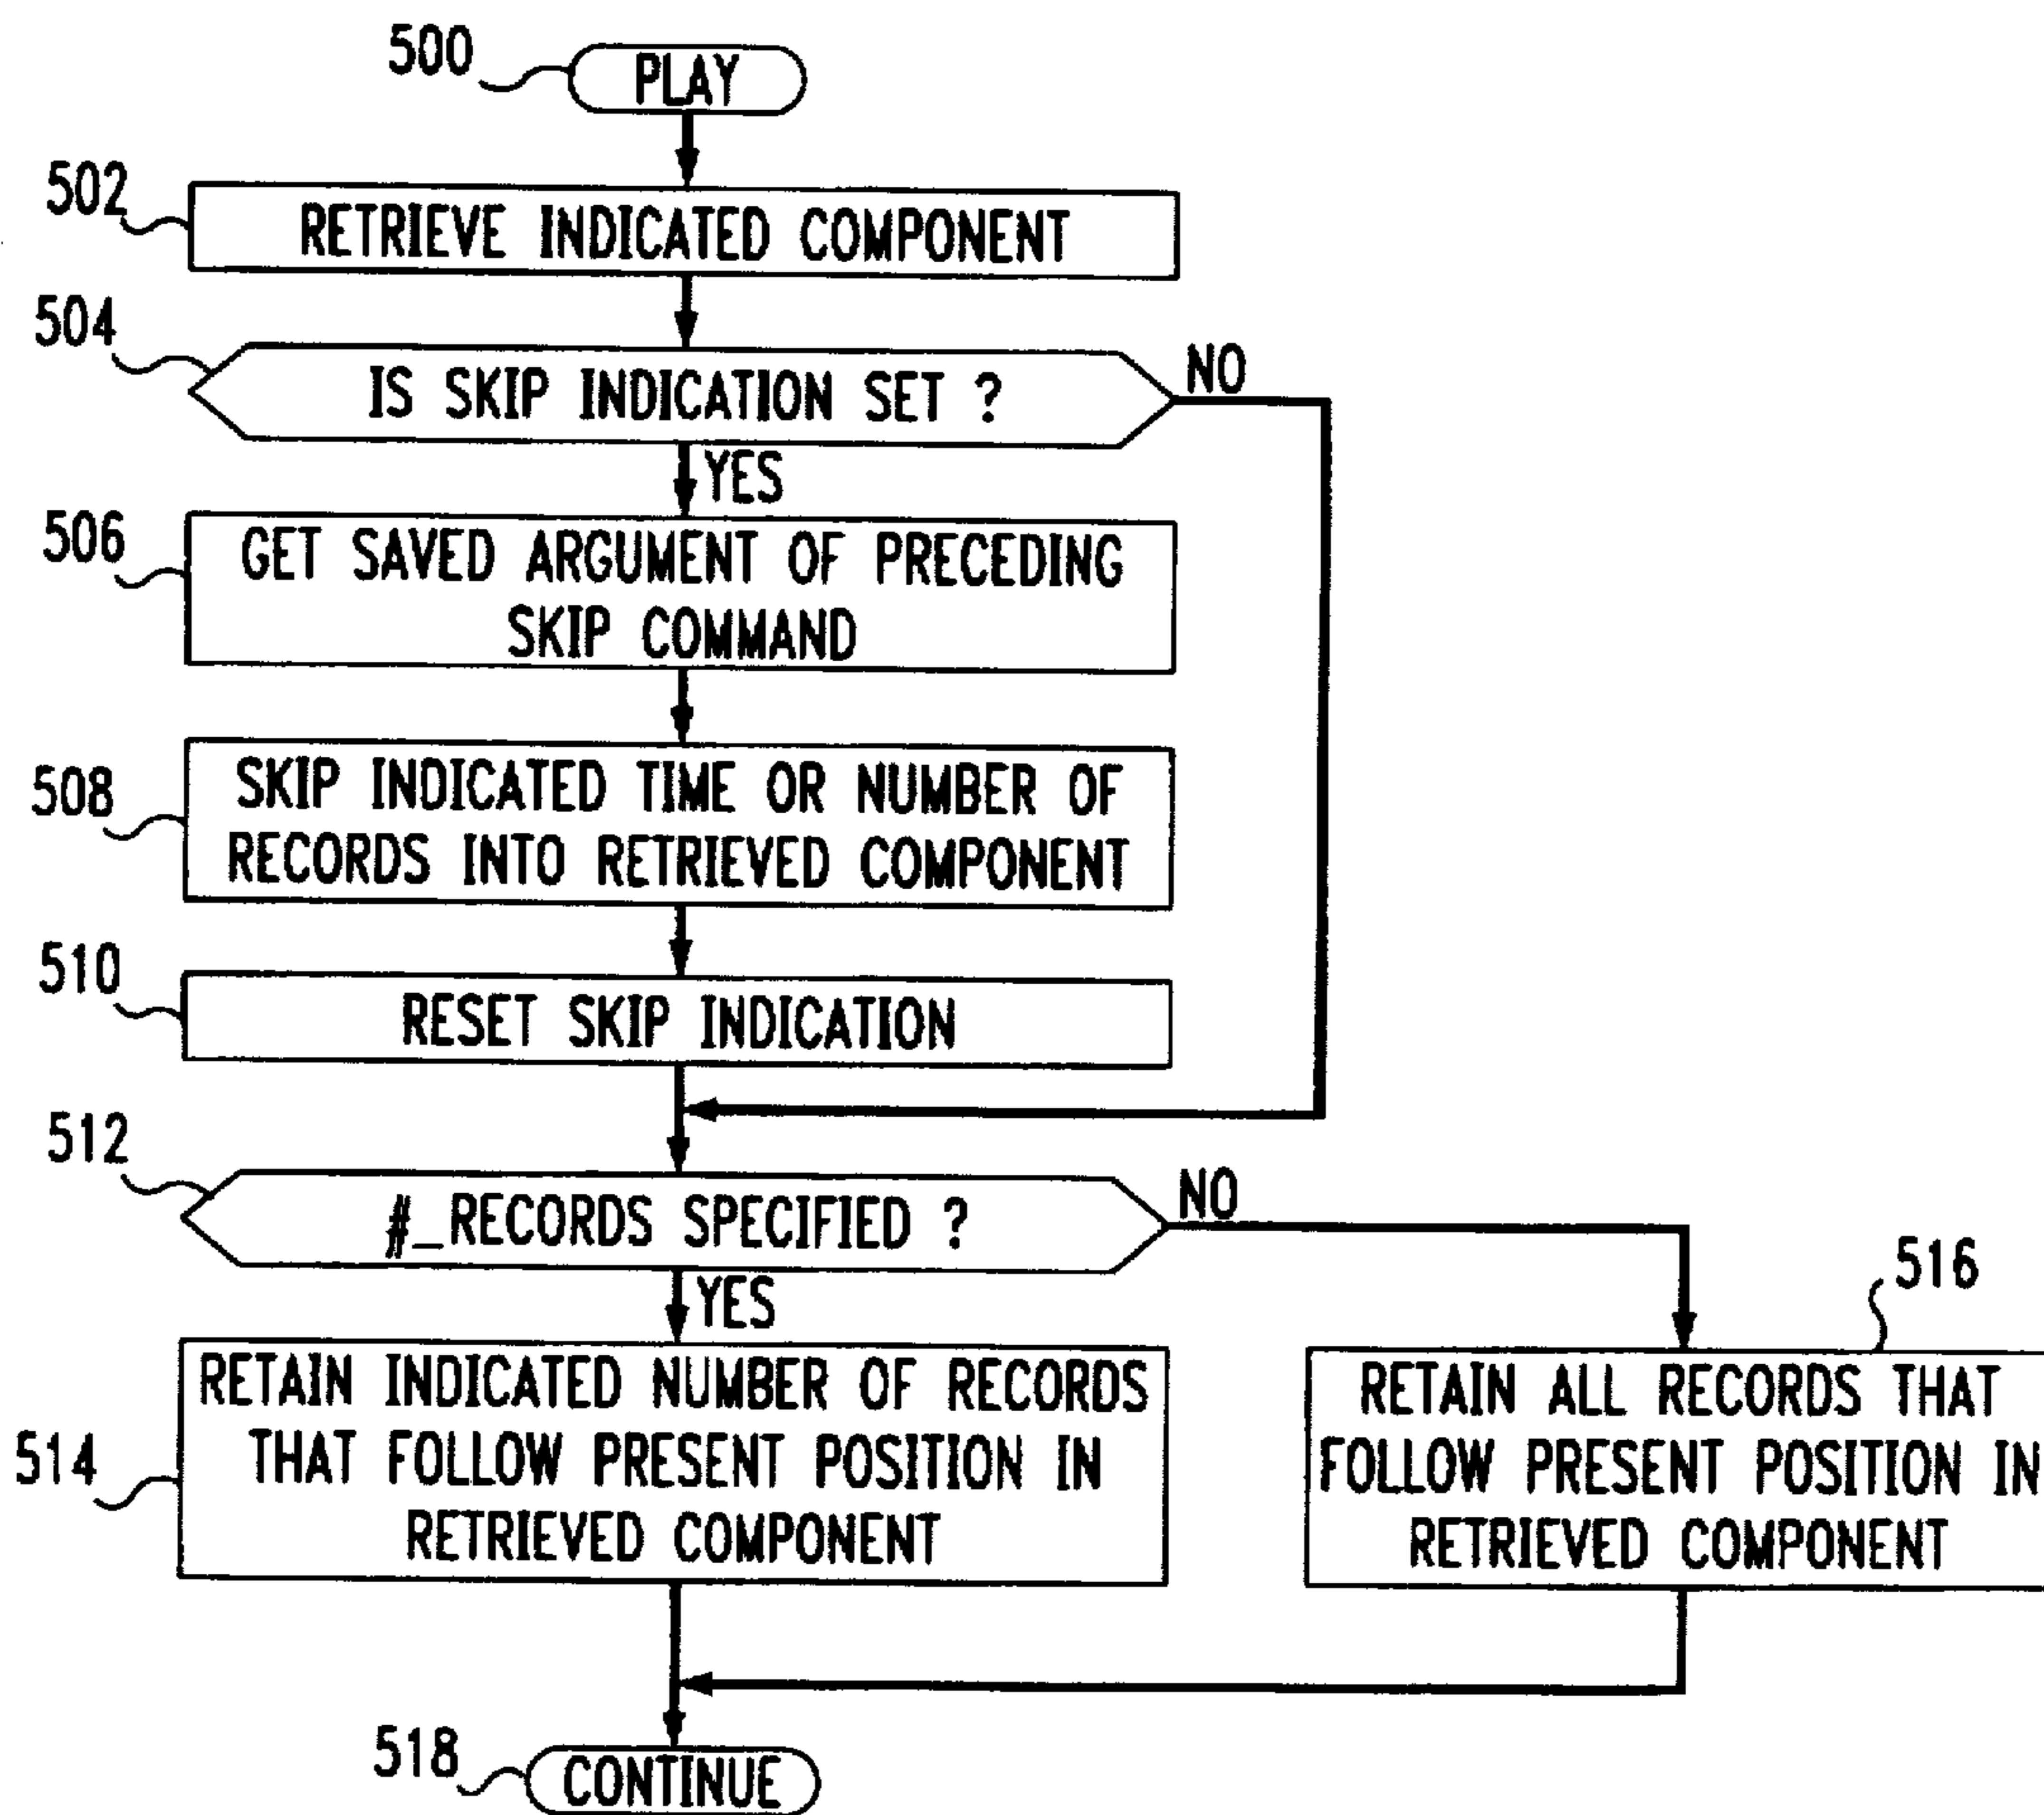 500
PLAY
502
RETRIEVE INDICATED COMPONENT
504
IS SKIP INDICATION SET ?
NO
YES
506
GET SAVED ARGUMENT OF PRECEDING
SKIP COMMAND
508
SKIP INDICATED TIME OR NUMBER OF
RECORDS INTO RETRIEVED COMPONENT
510
RESET SKIP INDICATION
512
#_RECORDS SPECIFIED ?
NO
YES
514
RETAIN INDICATED NUMBER OF RECORDS
THAT FOLLOW PRESENT POSITION IN
RETRIEVED COMPONENT
516
RETAIN ALL RECORDS THAT
FOLLOW PRESENT POSITION IN
RETRIEVED COMPONENT
518
CONTINUE